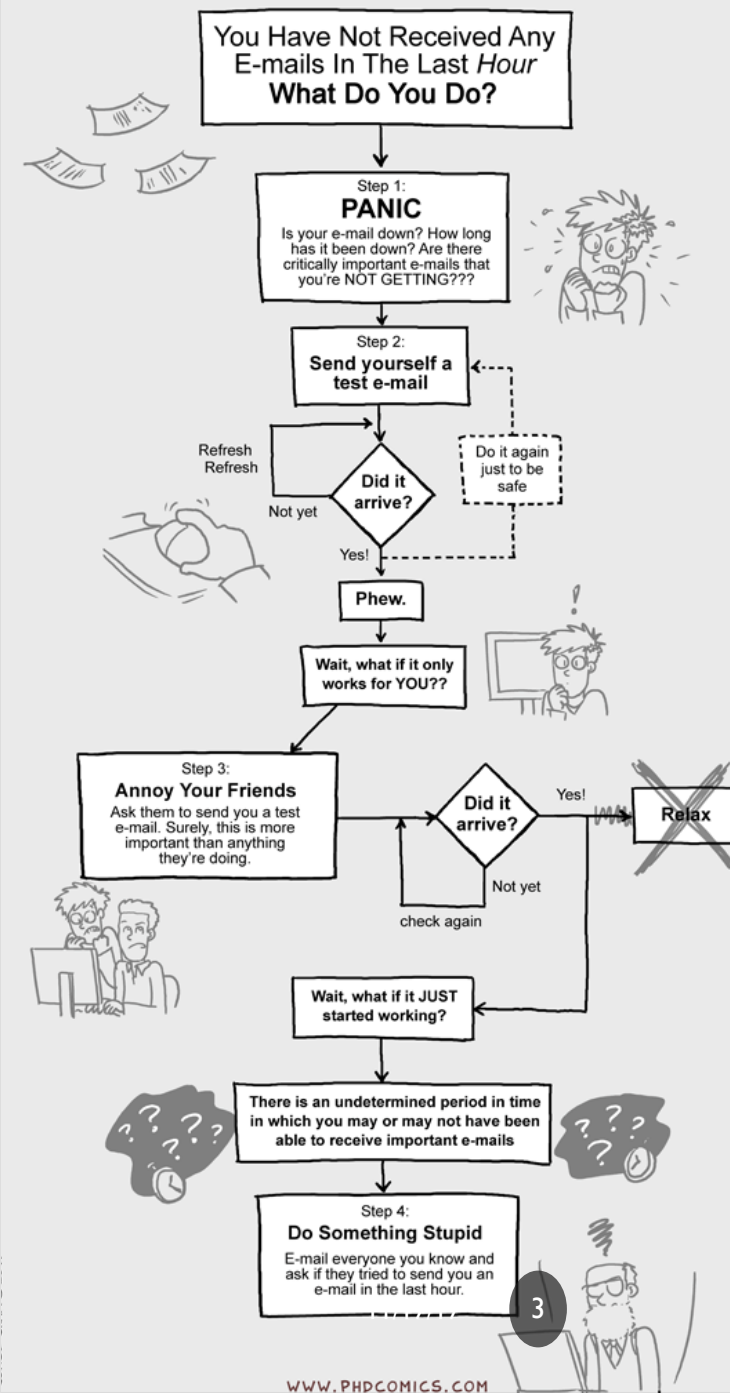 You Have Not Received Any
E-mails In The Last Hour
What Do You Do?
Step 1:
PANIC
Is your e-mail down? How long
has it been down? Are there
critically important e-mails that
you're NOT GETTING???
Step 2:
Send yourself a
test e-mail
Refresh
Refresh
Did it
arrive?
Not yet
Do it again
just to be
safe
Yes!
Phew.
!
Wait, what if it only
works for YOU??
Step 3:
Annoy Your Friends
Ask them to send you a test
e-mail. Surely, this is more
important than anything
they're doing.
Did it
arrive?
Yes!
Relax
Not yet
check again
Wait, what if it JUST
started working?
There is an undetermined period in time
in which you may or may not have been
able to receive important e-mails
? ? ? ? ?
? ? ? ?
Step 4:
Do Something Stupid
E-mail everyone you know and
ask if they tried to send you an
e-mail in the last hour.
3
WWW.PHDCOMICS.COM